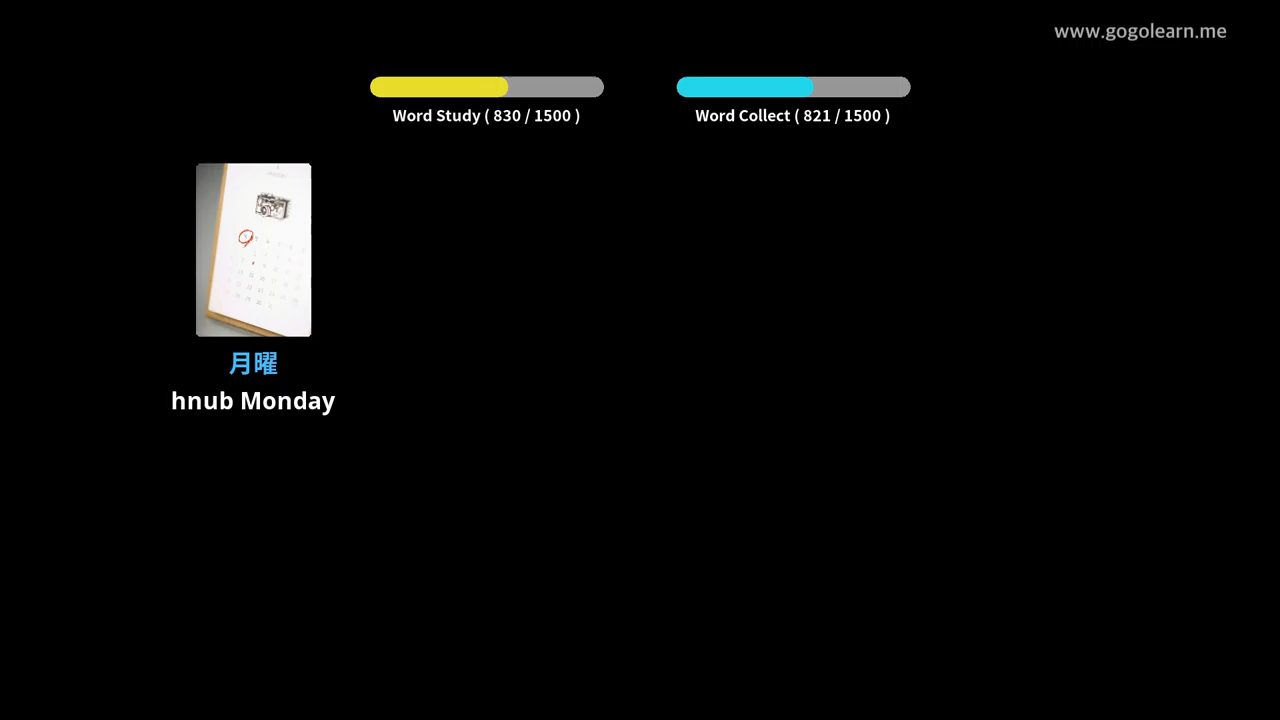 www.gogolearn.me
Word Study ( 830 / 1500 )
Word Collect ( 821 / 1500 )
月曜
hnub Monday